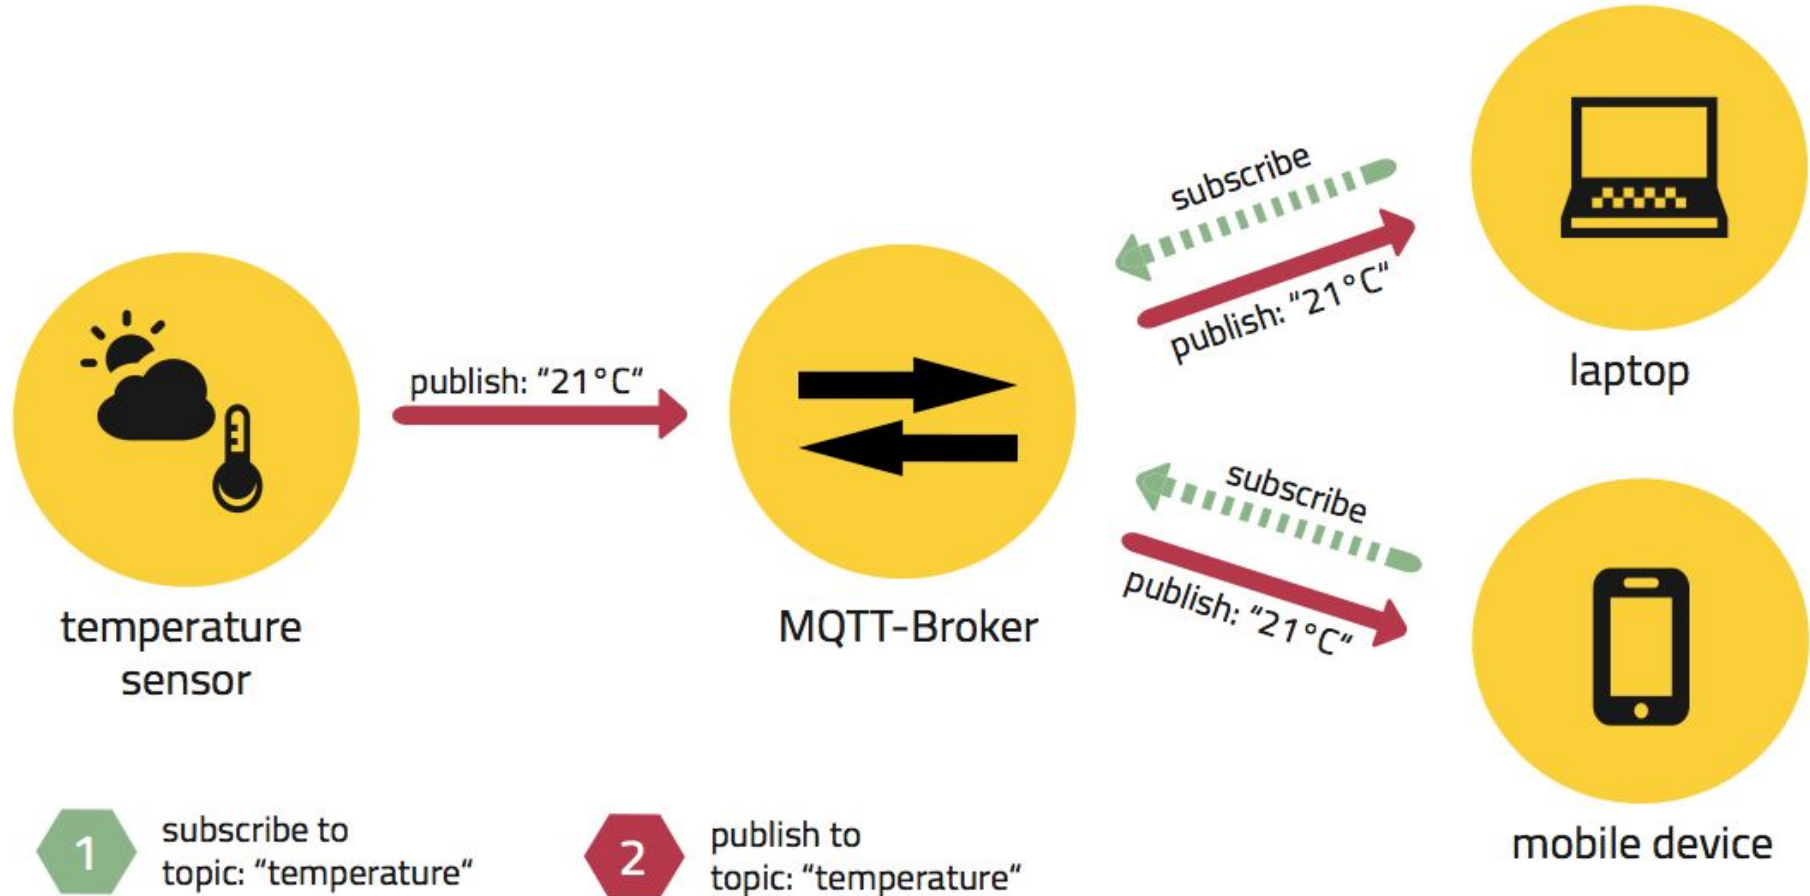 subscribe
publish: “21°C“
laptop
publish: “21°C“
temperature
sensor
MQTT-Broker
subscribe
publish: “21°C“
mobile device
1
subscribe to
topic: “temperature“
2
publish to
topic: “temperature“